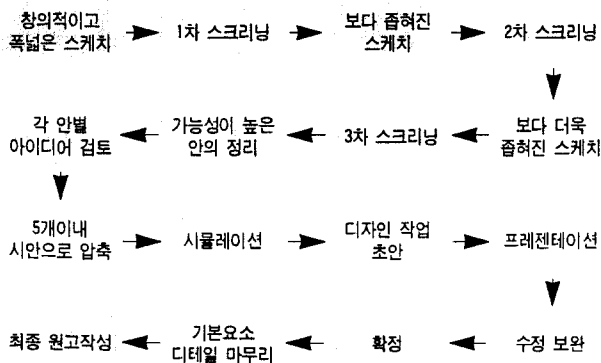 창의적이고
폭넓은 스케치
1차 스크리닝
보다 좁혀진
스케치
2차 스크리닝
각 안별
아이디어 검토
가능성이 높은
안의 정리
3차 스크리닝
보다 더욱
좁혀진 스케치
5개이내
시안으로 압축
시뮬레이션
디자인 작업
초안
프레젠테이션
최종 원고작성
기본요소
디테일 마무리
확정
수정 보완